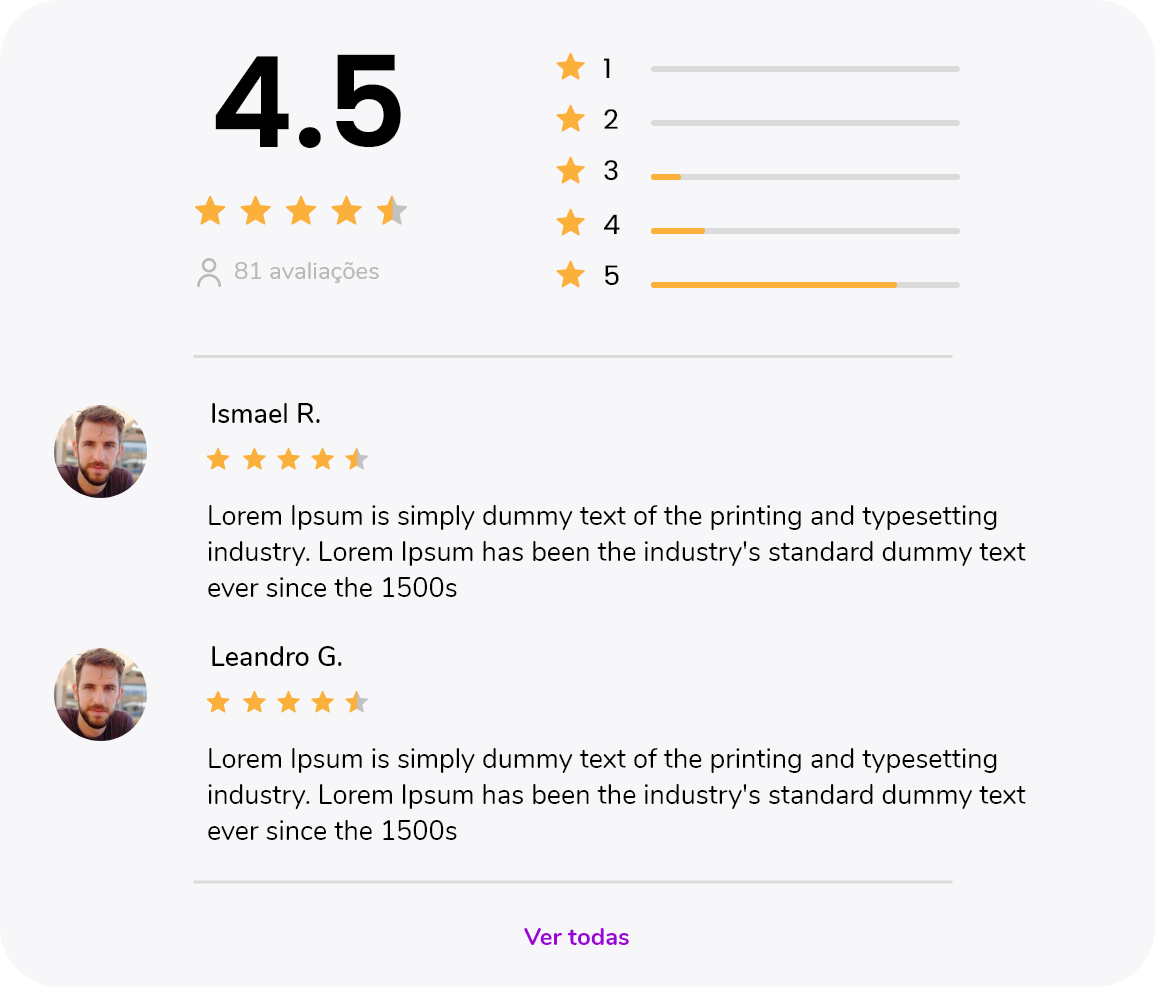 4.5
81 avaliações
1
2
3
4
5
Ismael R.
Lorem Ipsum is simply dummy text of the printing and typesetting
industry. Lorem Ipsum has been the industry's standard dummy text
ever since the 1500s
Leandro G.
Lorem Ipsum is simply dummy text of the printing and typesetting
industry. Lorem Ipsum has been the industry's standard dummy text
ever since the 1500s
Ver todas